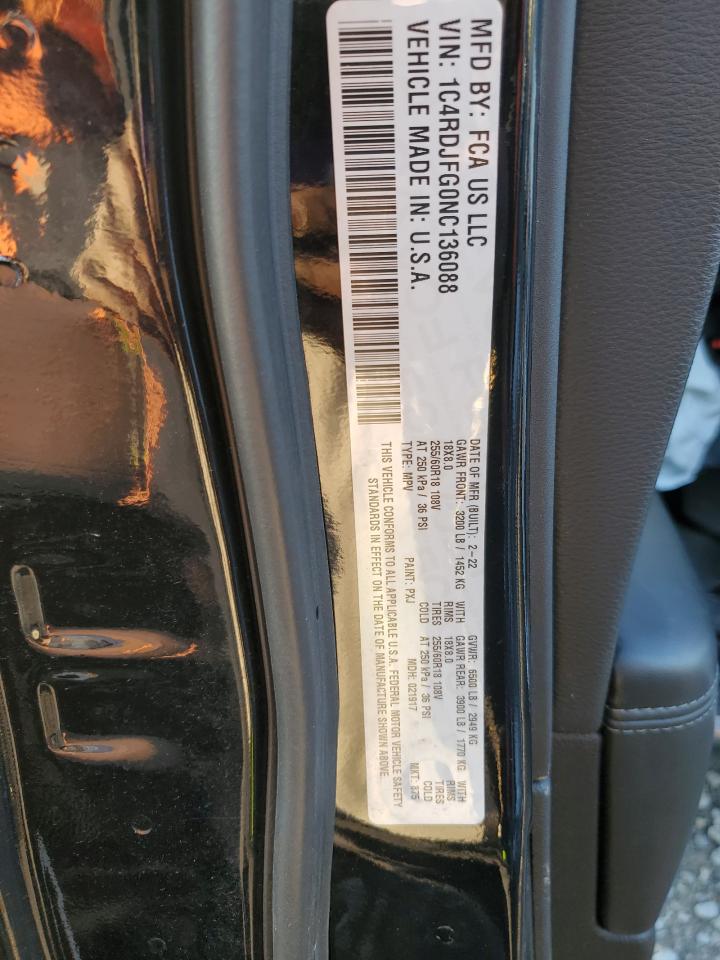 MFD BY: FCA US LLC
VIN: 1C4RDJFG0NC136088
VEHICLE MADE IN: U.S.A.
DATE OF MFR (BUILT): 2-22 GVWR: 6500 LB / 2949 KG
GAWR FRONT: 3200 LB / 1452 KG WITH GAWR REAR: 3900 LB / 1770 KG WITH
18X8.0 RIMS 18X8.0 RIMS
255/60R18 108V TIRES 255/60R18 108V TIRES
AT 250 kPa / 36 PSI COLD AT 250 kPa / 36 PSI COLD
TYPE: MPV PAINT: PXJ MDH: 021917 MKT: 875
THIS VEHICLE CONFORMS TO ALL APPLICABLE U.S.A. FEDERAL MOTOR VEHICLE SAFETY
STANDARDS IN EFFECT ON THE DATE OF MANUFACTURE SHOWN ABOVE